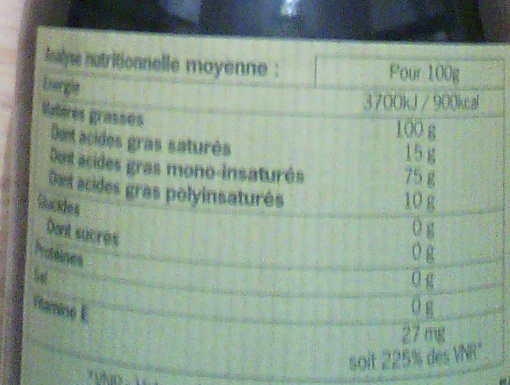 Analyse nutritionnelle moyenne : Pour 100g
Energie 3700kJ / 900kcal
Matières grasses 100 g
Dont acides gras saturés 15 g
Dont acides gras mono-insaturés 75 g
Dont acides gras polyinsaturés 10 g
Glucides 0 g
Dont sucres 0 g
Protéines 0 g
Sel 0 g
Vitamine E 27 mg
soit 225% des VNR*